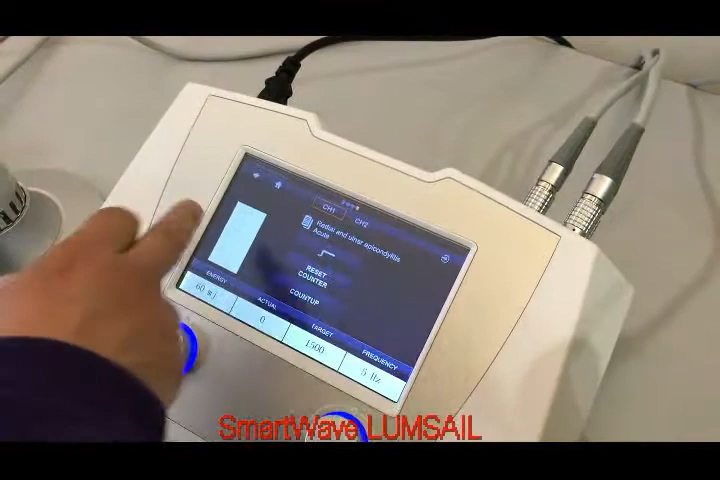 CH1 CH2
Radial and ulnar apicondylitis
Acute
RESET
COUNTER
COUNTUP
ENERGY ACTUAL TARGET FREQUENCY
60 mj 0 1500 5 Hz
SmartWave LUMSAIL